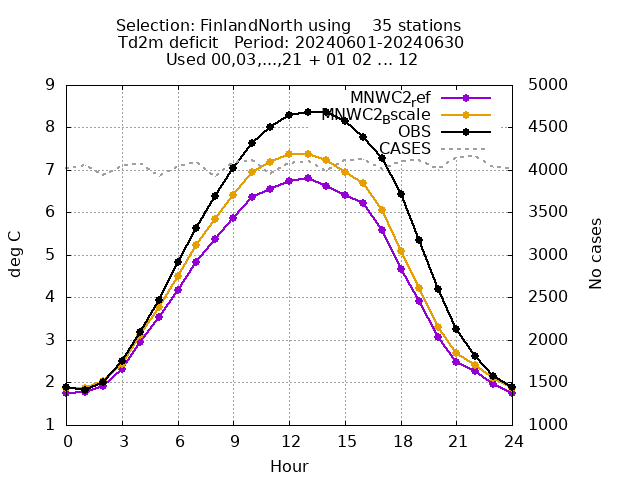 Selection: FinlandNorth using    35 stations
Td2m deficit   Period: 20240601-20240630
Used 00,03,...,21 + 01 02 ... 12
MNWC2ref
MNWC2Bscale
OBS
CASES
deg C
9
8
7
6
5
4
3
2
1
5000
4500
4000
3500
3000
2500
2000
1500
1000
No cases
0 3 6 9 12 15 18 21 24
Hour